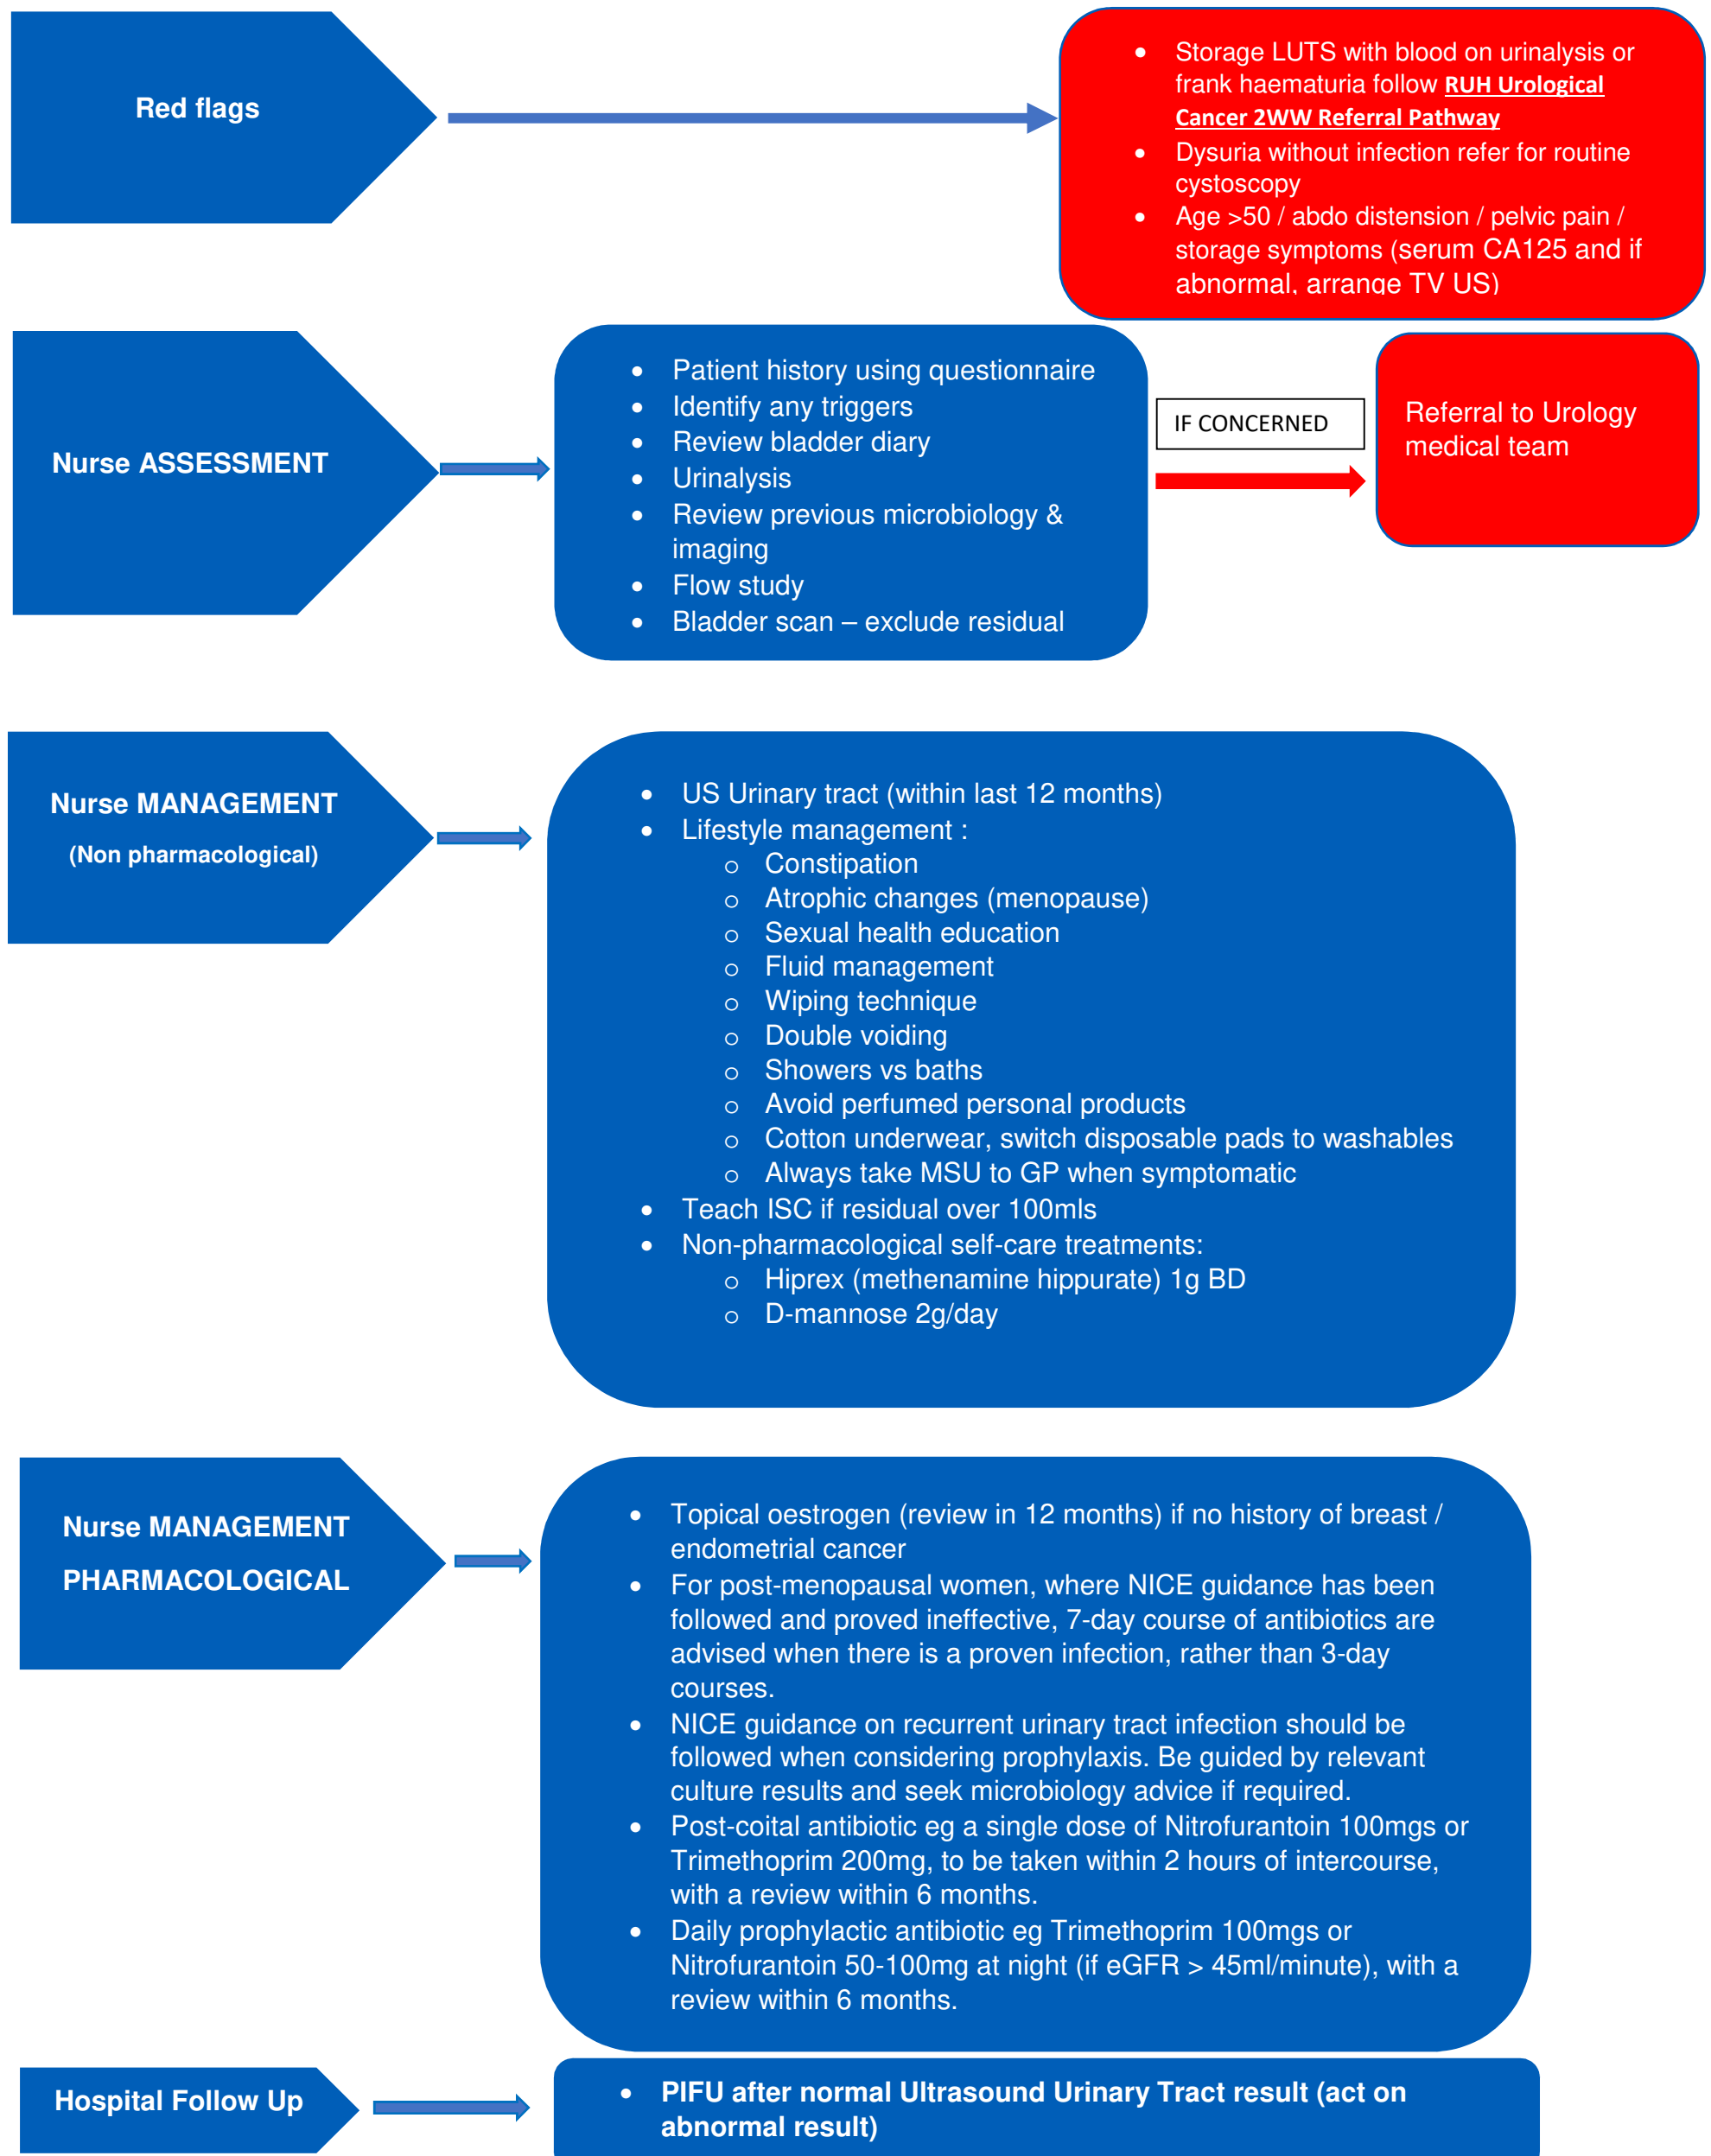 Red flags
• Storage LUTS with blood on urinalysis or
frank haematuria follow RUH Urological
Cancer 2WW Referral Pathway
• Dysuria without infection refer for routine
cystoscopy
• Age >50 / abdo distension / pelvic pain /
storage symptoms (serum CA125 and if
abnormal, arrange TV US)
Nurse ASSESSMENT
• Patient history using questionnaire
• Identify any triggers
• Review bladder diary
• Urinalysis
• Review previous microbiology &
imaging
• Flow study
• Bladder scan – exclude residual
IF CONCERNED
Referral to Urology
medical team
Nurse MANAGEMENT
(Non pharmacological)
• US Urinary tract (within last 12 months)
• Lifestyle management :
o Constipation
o Atrophic changes (menopause)
o Sexual health education
o Fluid management
o Wiping technique
o Double voiding
o Showers vs baths
o Avoid perfumed personal products
o Cotton underwear, switch disposable pads to washables
o Always take MSU to GP when symptomatic
• Teach ISC if residual over 100mls
• Non-pharmacological self-care treatments:
o Hiprex (methenamine hippurate) 1g BD
o D-mannose 2g/day
Nurse MANAGEMENT
PHARMACOLOGICAL
• Topical oestrogen (review in 12 months) if no history of breast /
endometrial cancer
• For post-menopausal women, where NICE guidance has been
followed and proved ineffective, 7-day course of antibiotics are
advised when there is a proven infection, rather than 3-day
courses.
• NICE guidance on recurrent urinary tract infection should be
followed when considering prophylaxis. Be guided by relevant
culture results and seek microbiology advice if required.
• Post-coital antibiotic eg a single dose of Nitrofurantoin 100mgs or
Trimethoprim 200mg, to be taken within 2 hours of intercourse,
with a review within 6 months.
• Daily prophylactic antibiotic eg Trimethoprim 100mgs or
Nitrofurantoin 50-100mg at night (if eGFR > 45ml/minute), with a
review within 6 months.
Hospital Follow Up
• PIFU after normal Ultrasound Urinary Tract result (act on
abnormal result)